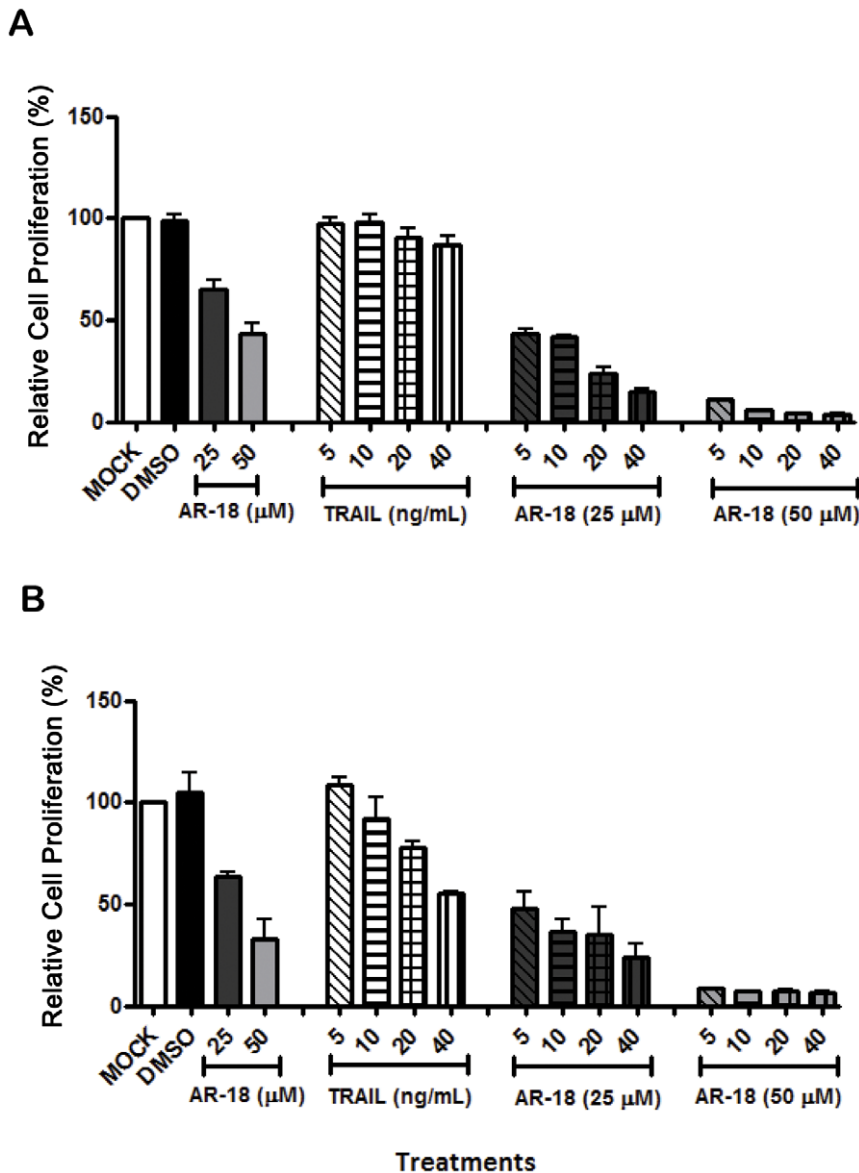 A
Relative Cell Proliferation (%)
150
100
50
0
MOCK
DMSO
25
50
5
10
20
40
5
10
20
40
5
10
20
40
AR-18 (μM)
TRAIL (ng/mL)
AR-18 (25 μM)
AR-18 (50 μM)
B
Relative Cell Proliferation (%)
150
100
50
0
MOCK
DMSO
25
50
5
10
20
40
5
10
20
40
5
10
20
40
AR-18 (μM)
TRAIL (ng/mL)
AR-18 (25 μM)
AR-18 (50 μM)
Treatments